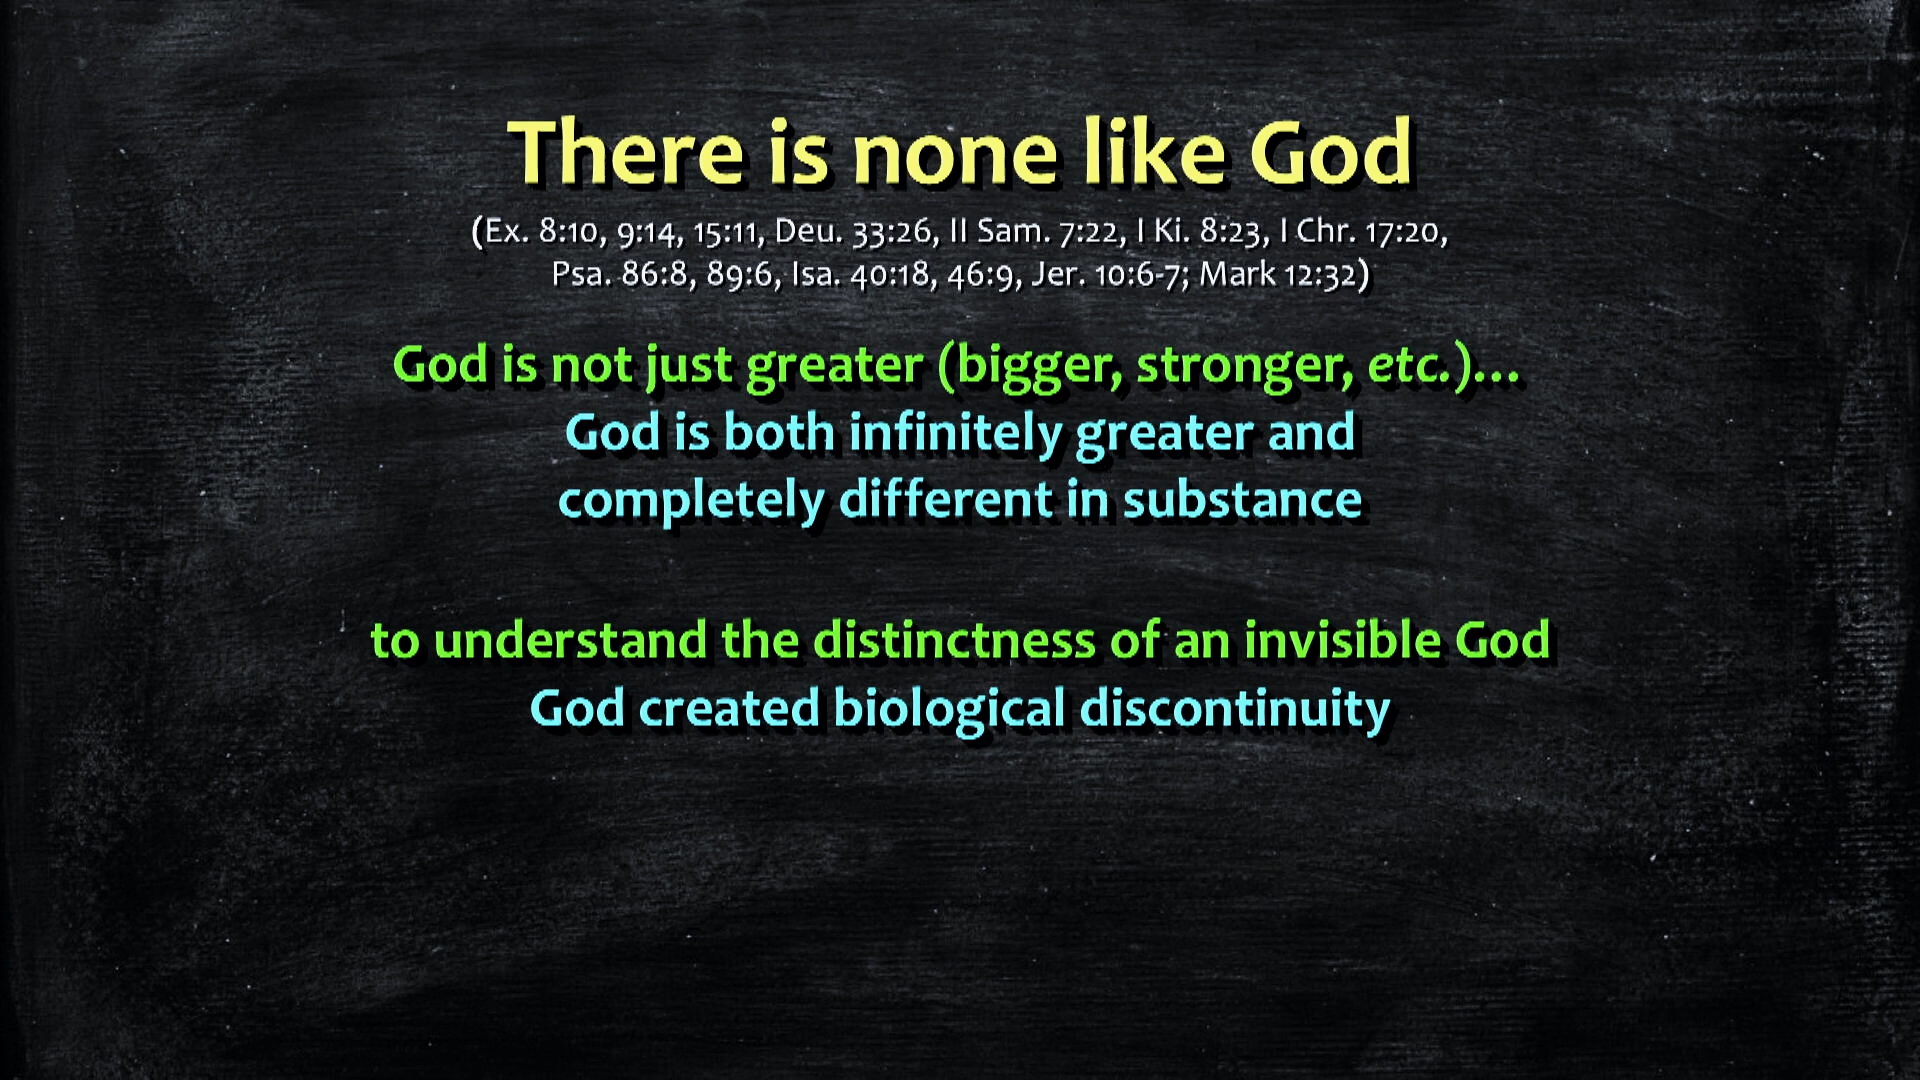 There is none like God
(Ex. 8:10, 9:14, 15:11, Deu. 33:26, II Sam. 7:22, I Ki. 8:23, I Chr. 17:20,
Psa. 86:8, 89:6, Isa. 40:18, 46:9, Jer. 10:6-7; Mark 12:32)
God is not just greater (bigger, stronger, etc.)...
God is both infinitely greater and
completely different in substance
to understand the distinctness of an invisible God
God created biological discontinuity